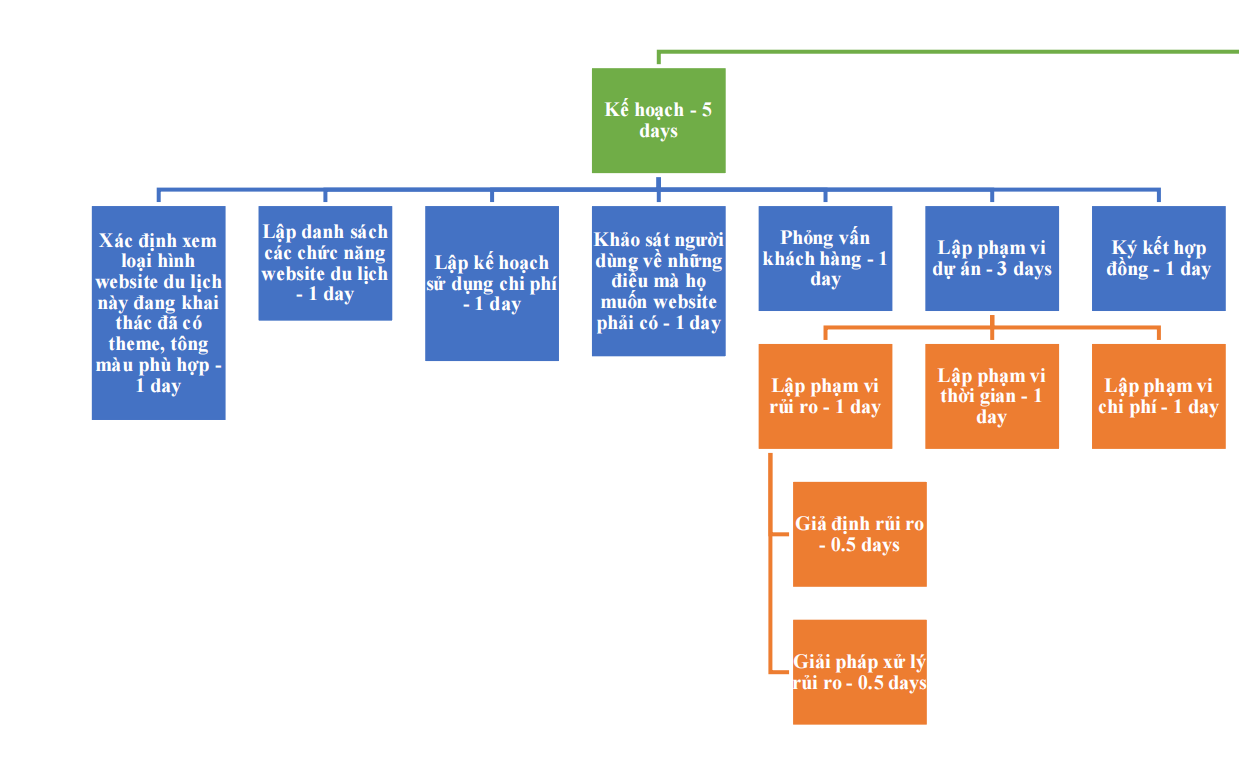 Kế hoạch - 5
days
Xác định xem
loại hình
website du lịch
này đang khai
thác đã có
theme, tông
màu phù hợp -
1 day
Lập danh sách
các chức năng
website du lịch
- 1 day
Lập kế hoạch
sử dụng chi phí
- 1 day
Khảo sát người
dùng về những
điều mà họ
muốn website
phải có - 1 day
Phỏng vấn
khách hàng - 1
day
Lập phạm vi
dự án - 3 days
Ký kết hợp
đồng - 1 day
Lập phạm vi
rủi ro - 1 day
Lập phạm vi
thời gian - 1
day
Lập phạm vi
chi phí - 1 day
Giả định rủi ro
- 0.5 days
Giải pháp xử lý
rủi ro - 0.5 days